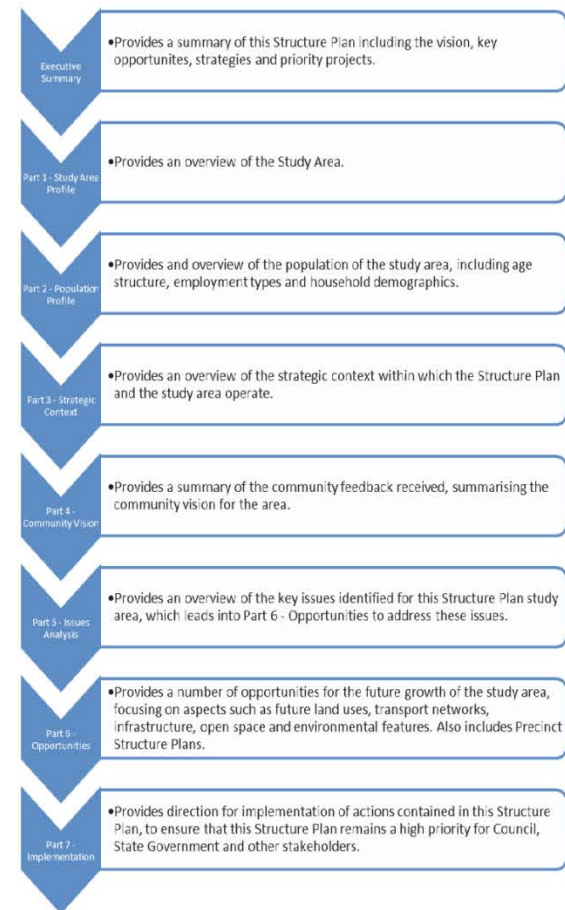 Executive
Summary
•Provides a summary of this Structure Plan including the vision, key
opportunites, strategies and priority projects.
Part 1 - Study Area
Profile
•Provides an overview of the Study Area.
Part 2 - Population
Profile
•Provides and overview of the population of the study area, including age
structure, employment types and household demographics.
Part 3 - Strategic
Context
•Provides an overview of the strategic context within which the Structure Plan
and the study area operate.
Part 4 -
Community Vision
•Provides a summary of the community feedback received, summarising the
community vision for the area.
Part 5 - Issues
Analysis
•Provides an overview of the key issues identified for this Structure Plan study
area, which leads into Part 6 - Opportunities to address these issues.
Part 6 -
Opportunities
•Provides a number of opportunities for the future growth of the study area,
focusing on aspects such as future land uses, transport networks,
infrastructure, open space and environmental features. Also includes Precinct
Structure Plans.
Part 7 -
Implementation
•Provides direction for implementation of actions contained in this Structure
Plan, to ensure that this Structure Plan remains a high priority for Council,
State Government and other stakeholders.